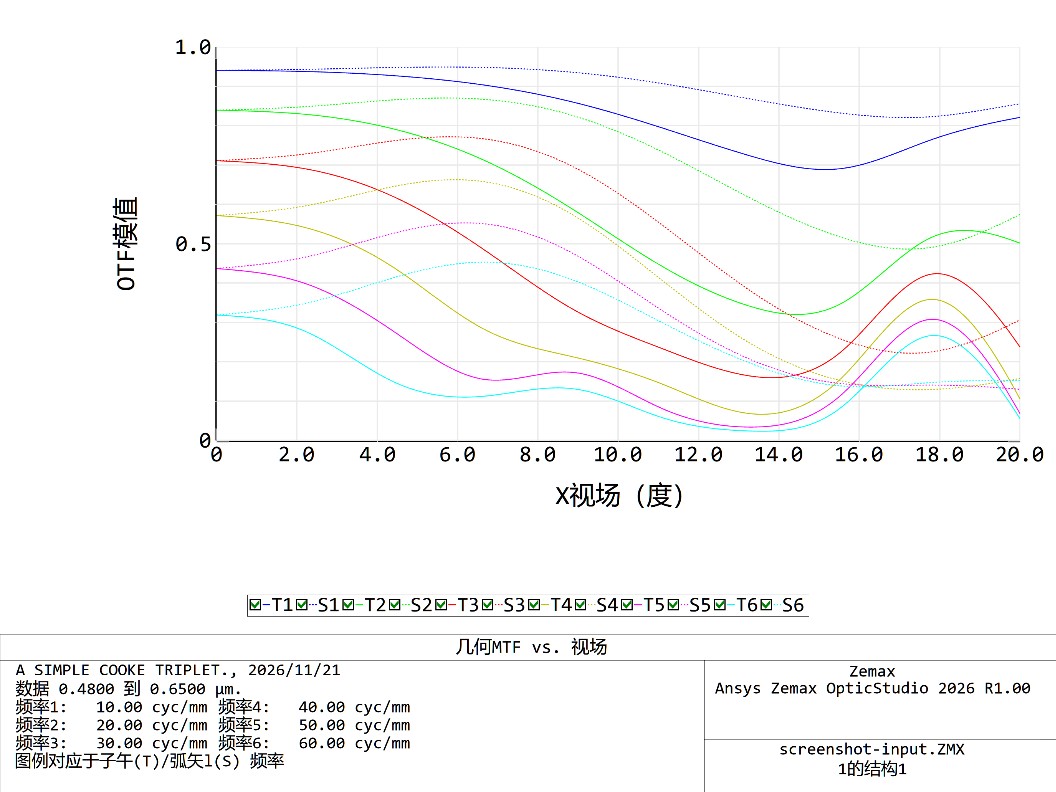 1.0
0.5
0
OTF模值
0 2.0 4.0 6.0 8.0 10.0 12.0 14.0 16.0 18.0 20.0
X视场（度）
T1 S1 T2 S2 T3 S3 T4 S4 T5 S5 T6 S6
几何MTF vs. 视场
A SIMPLE COOKE TRIPLET., 2026/11/21
数据 0.4800 到 0.6500 µm.
频率1: 10.00 cyc/mm 频率4: 40.00 cyc/mm
频率2: 20.00 cyc/mm 频率5: 50.00 cyc/mm
频率3: 30.00 cyc/mm 频率6: 60.00 cyc/mm
图例对应于子午(T)/弧矢l(S) 频率
Zemax
Ansys Zemax OpticStudio 2026 R1.00
screenshot-input.ZMX
1的结构1